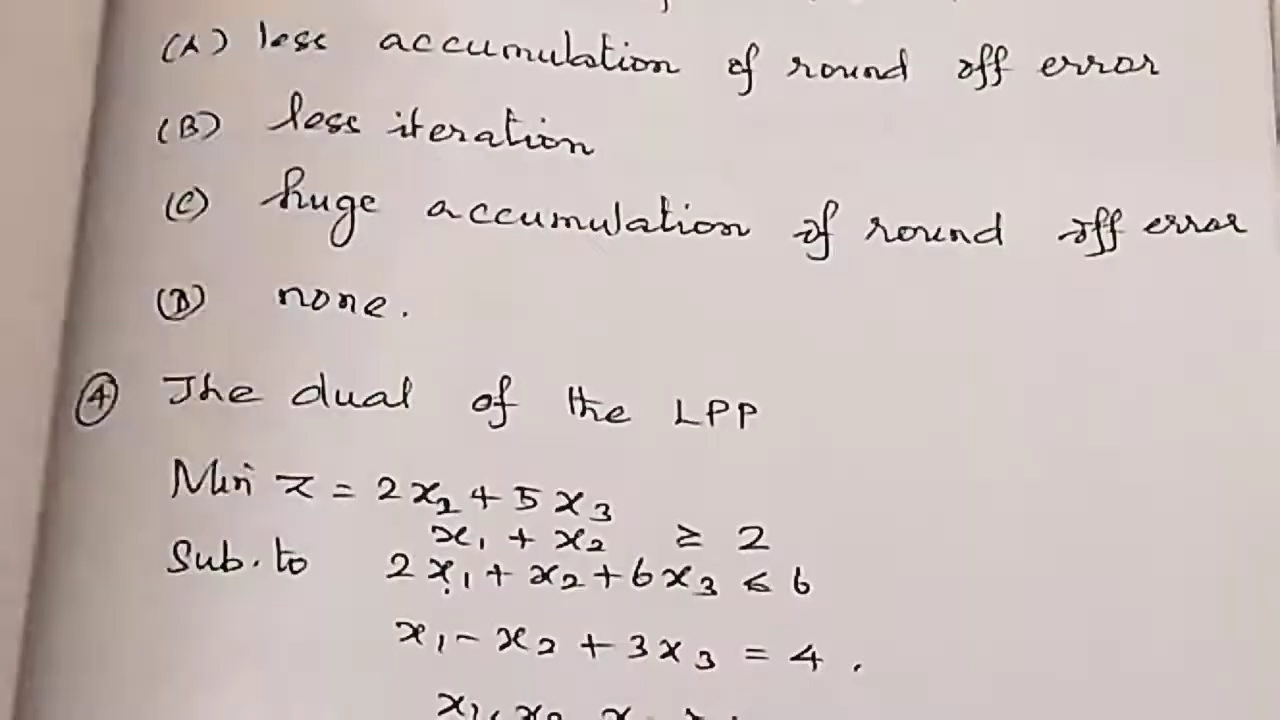 (A) less accumulation of round off error
(B) less iteration
(C) huge accumulation of round off error
(D) none.
④ The dual of the LPP
Min z = 2x₂ + 5x₃
x₁ + x₂ ≥ 2
Sub. to 2x₁ + x₂ + 6x₃ ≤ 6
x₁ - x₂ + 3x₃ = 4.